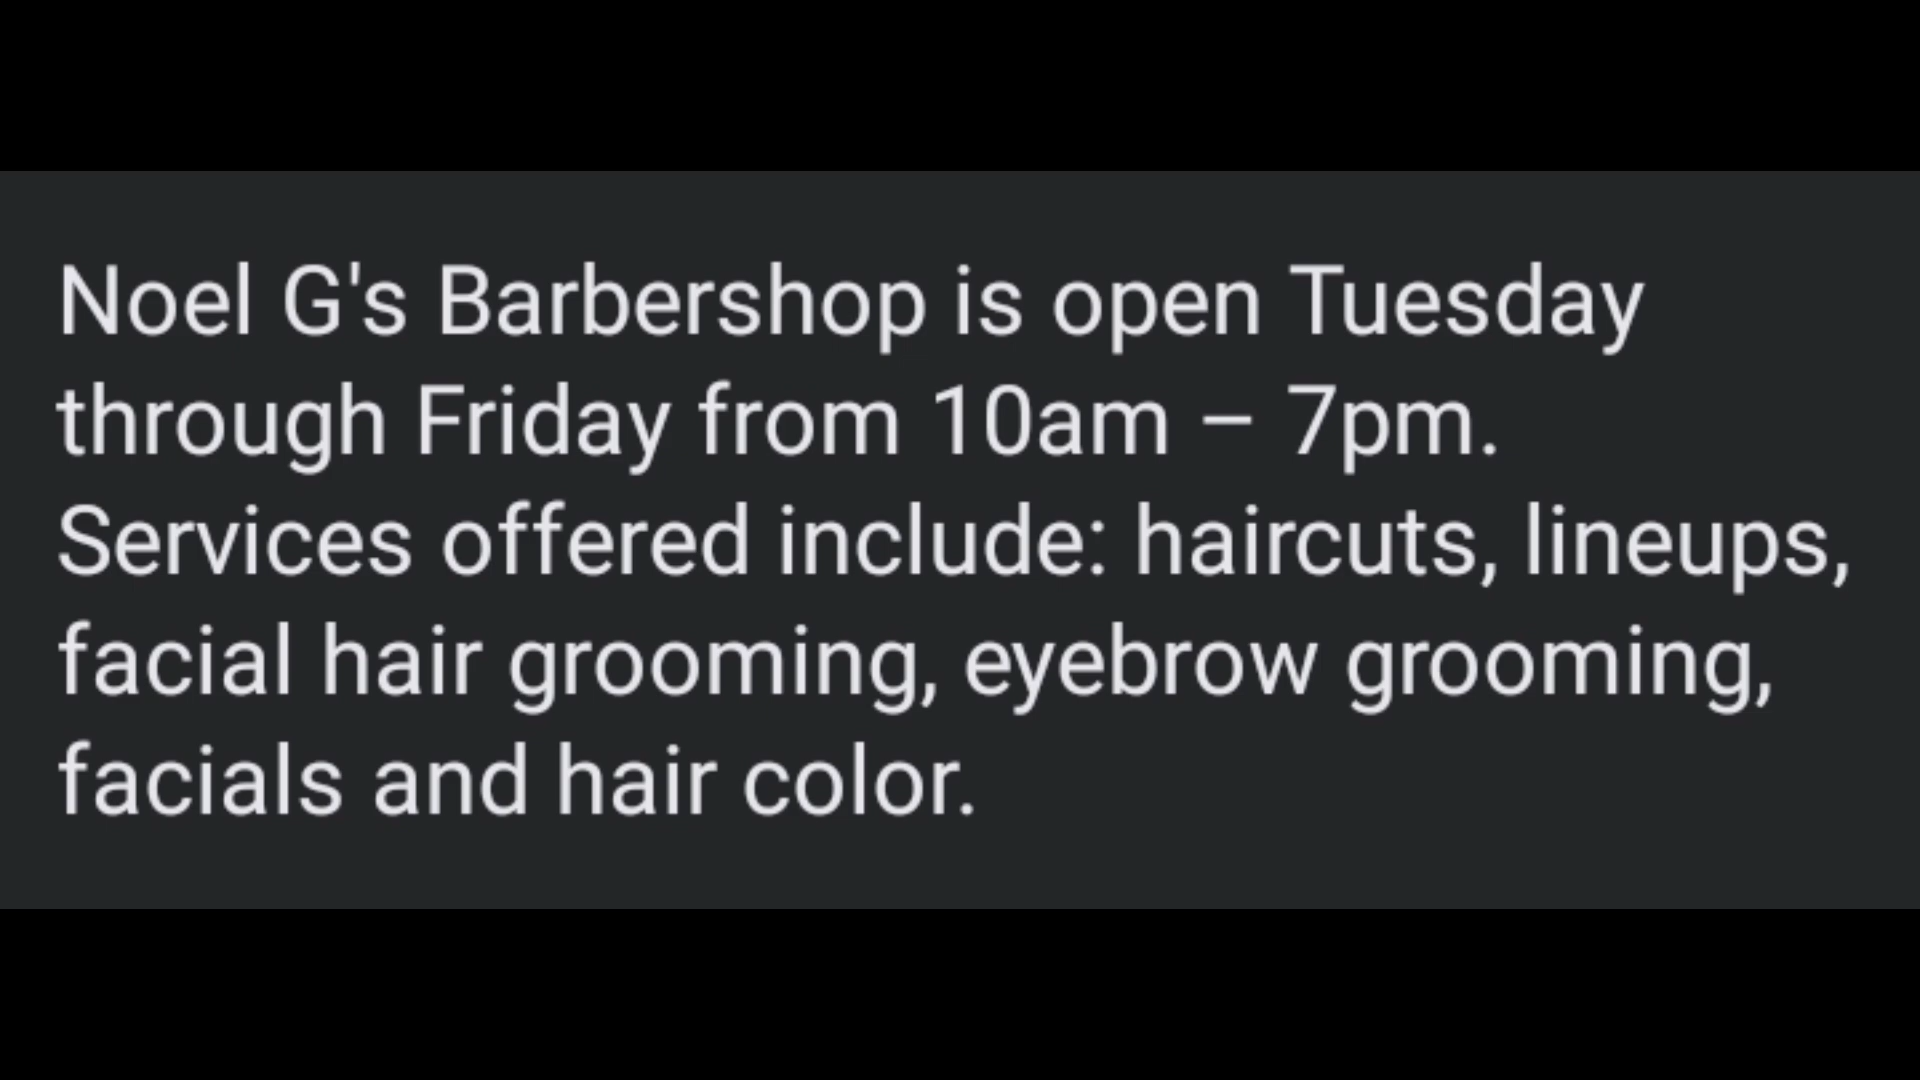 Noel G's Barbershop is open Tuesday
through Friday from 10am – 7pm.
Services offered include: haircuts, lineups,
facial hair grooming, eyebrow grooming,
facials and hair color.